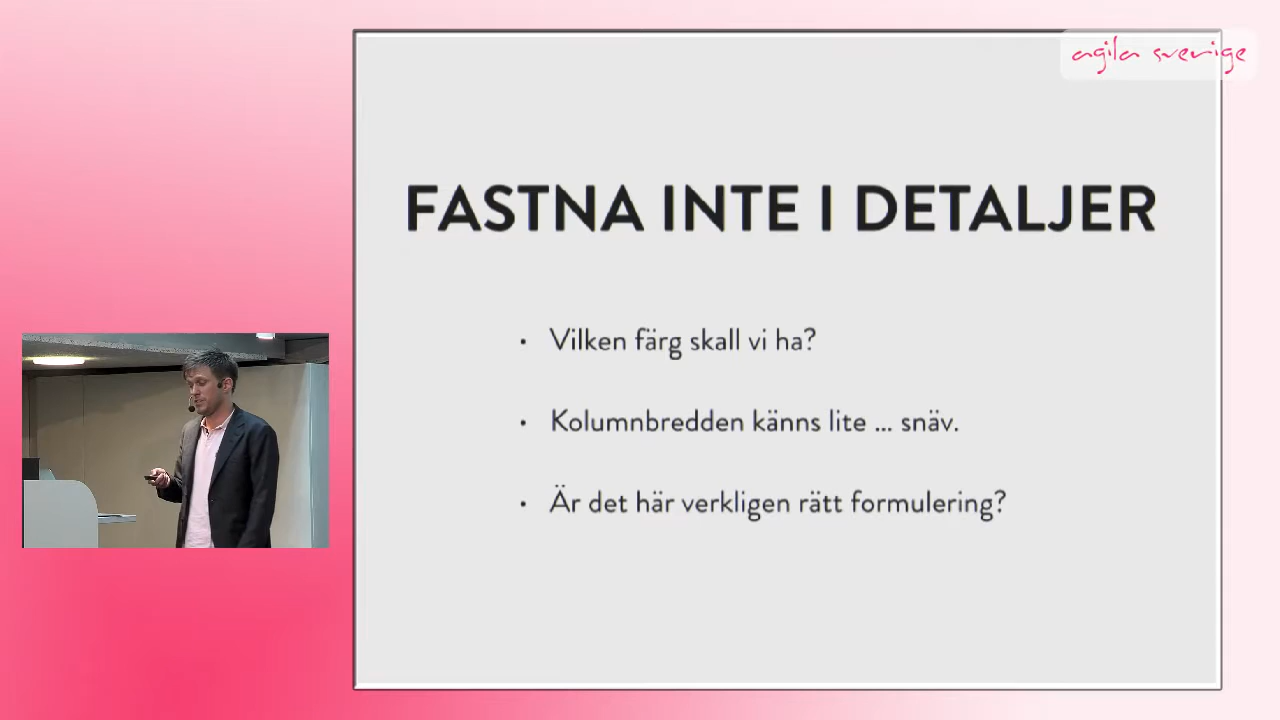 agila sverige
FASTNA INTE I DETALJER
• Vilken färg skall vi ha?
• Kolumnbredden känns lite ... snäv.
• Är det här verkligen rätt formulering?